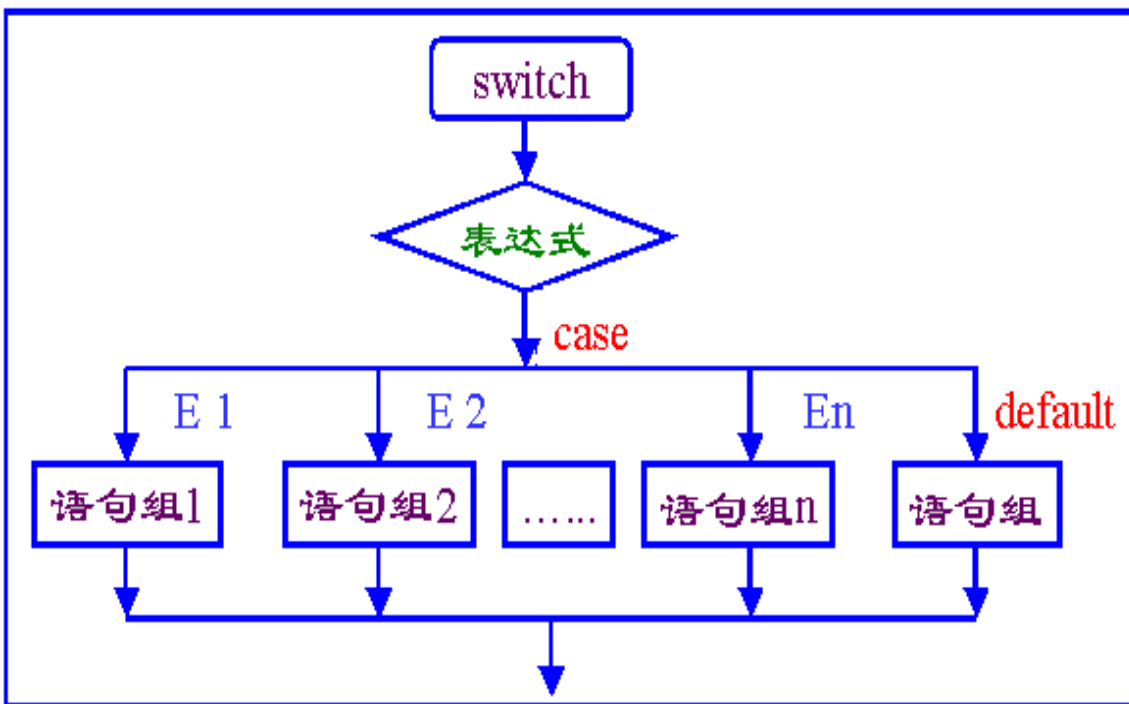 switch
表达式
case
E 1
E 2
En
default
语句组1
语句组2
......
语句组n
语句组